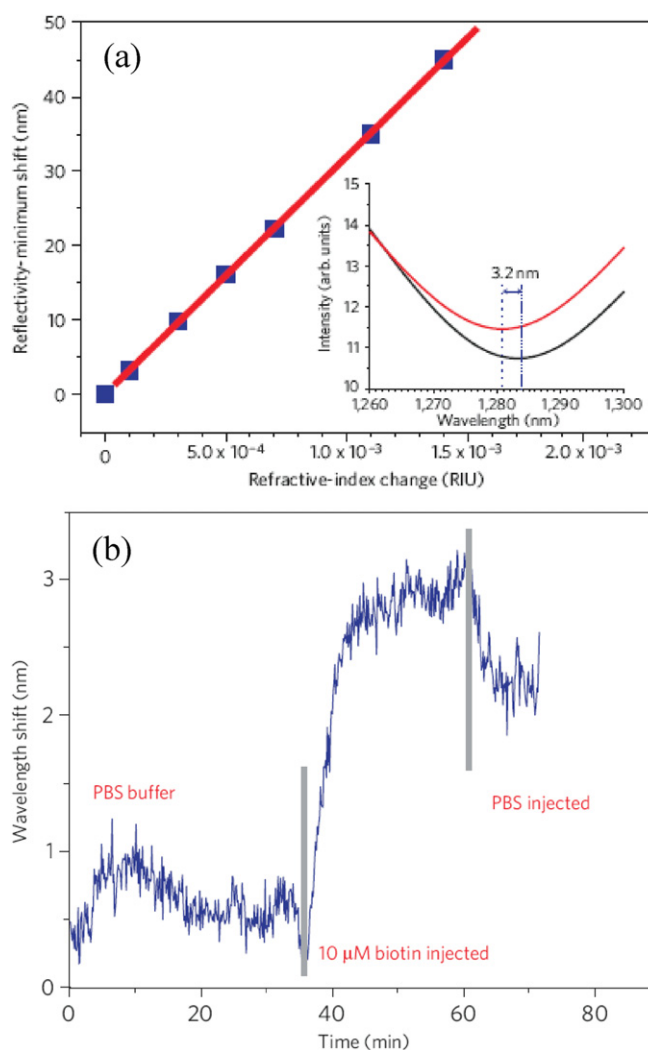 (a)
Reflectivity-minimum shift (nm)
50
40
30
20
10
0
0
5.0 x 10⁻⁴
1.0 x 10⁻³
1.5 x 10⁻³
2.0 x 10⁻³
Refractive-index change (RIU)
Intensity (arb. units)
15
14
13
12
11
10
3.2 nm
1,260
1,270
1,280
1,290
1,300
Wavelength (nm)
(b)
Wavelength shift (nm)
3
2
1
0
PBS buffer
10 μM biotin injected
PBS injected
0
20
40
60
80
Time (min)